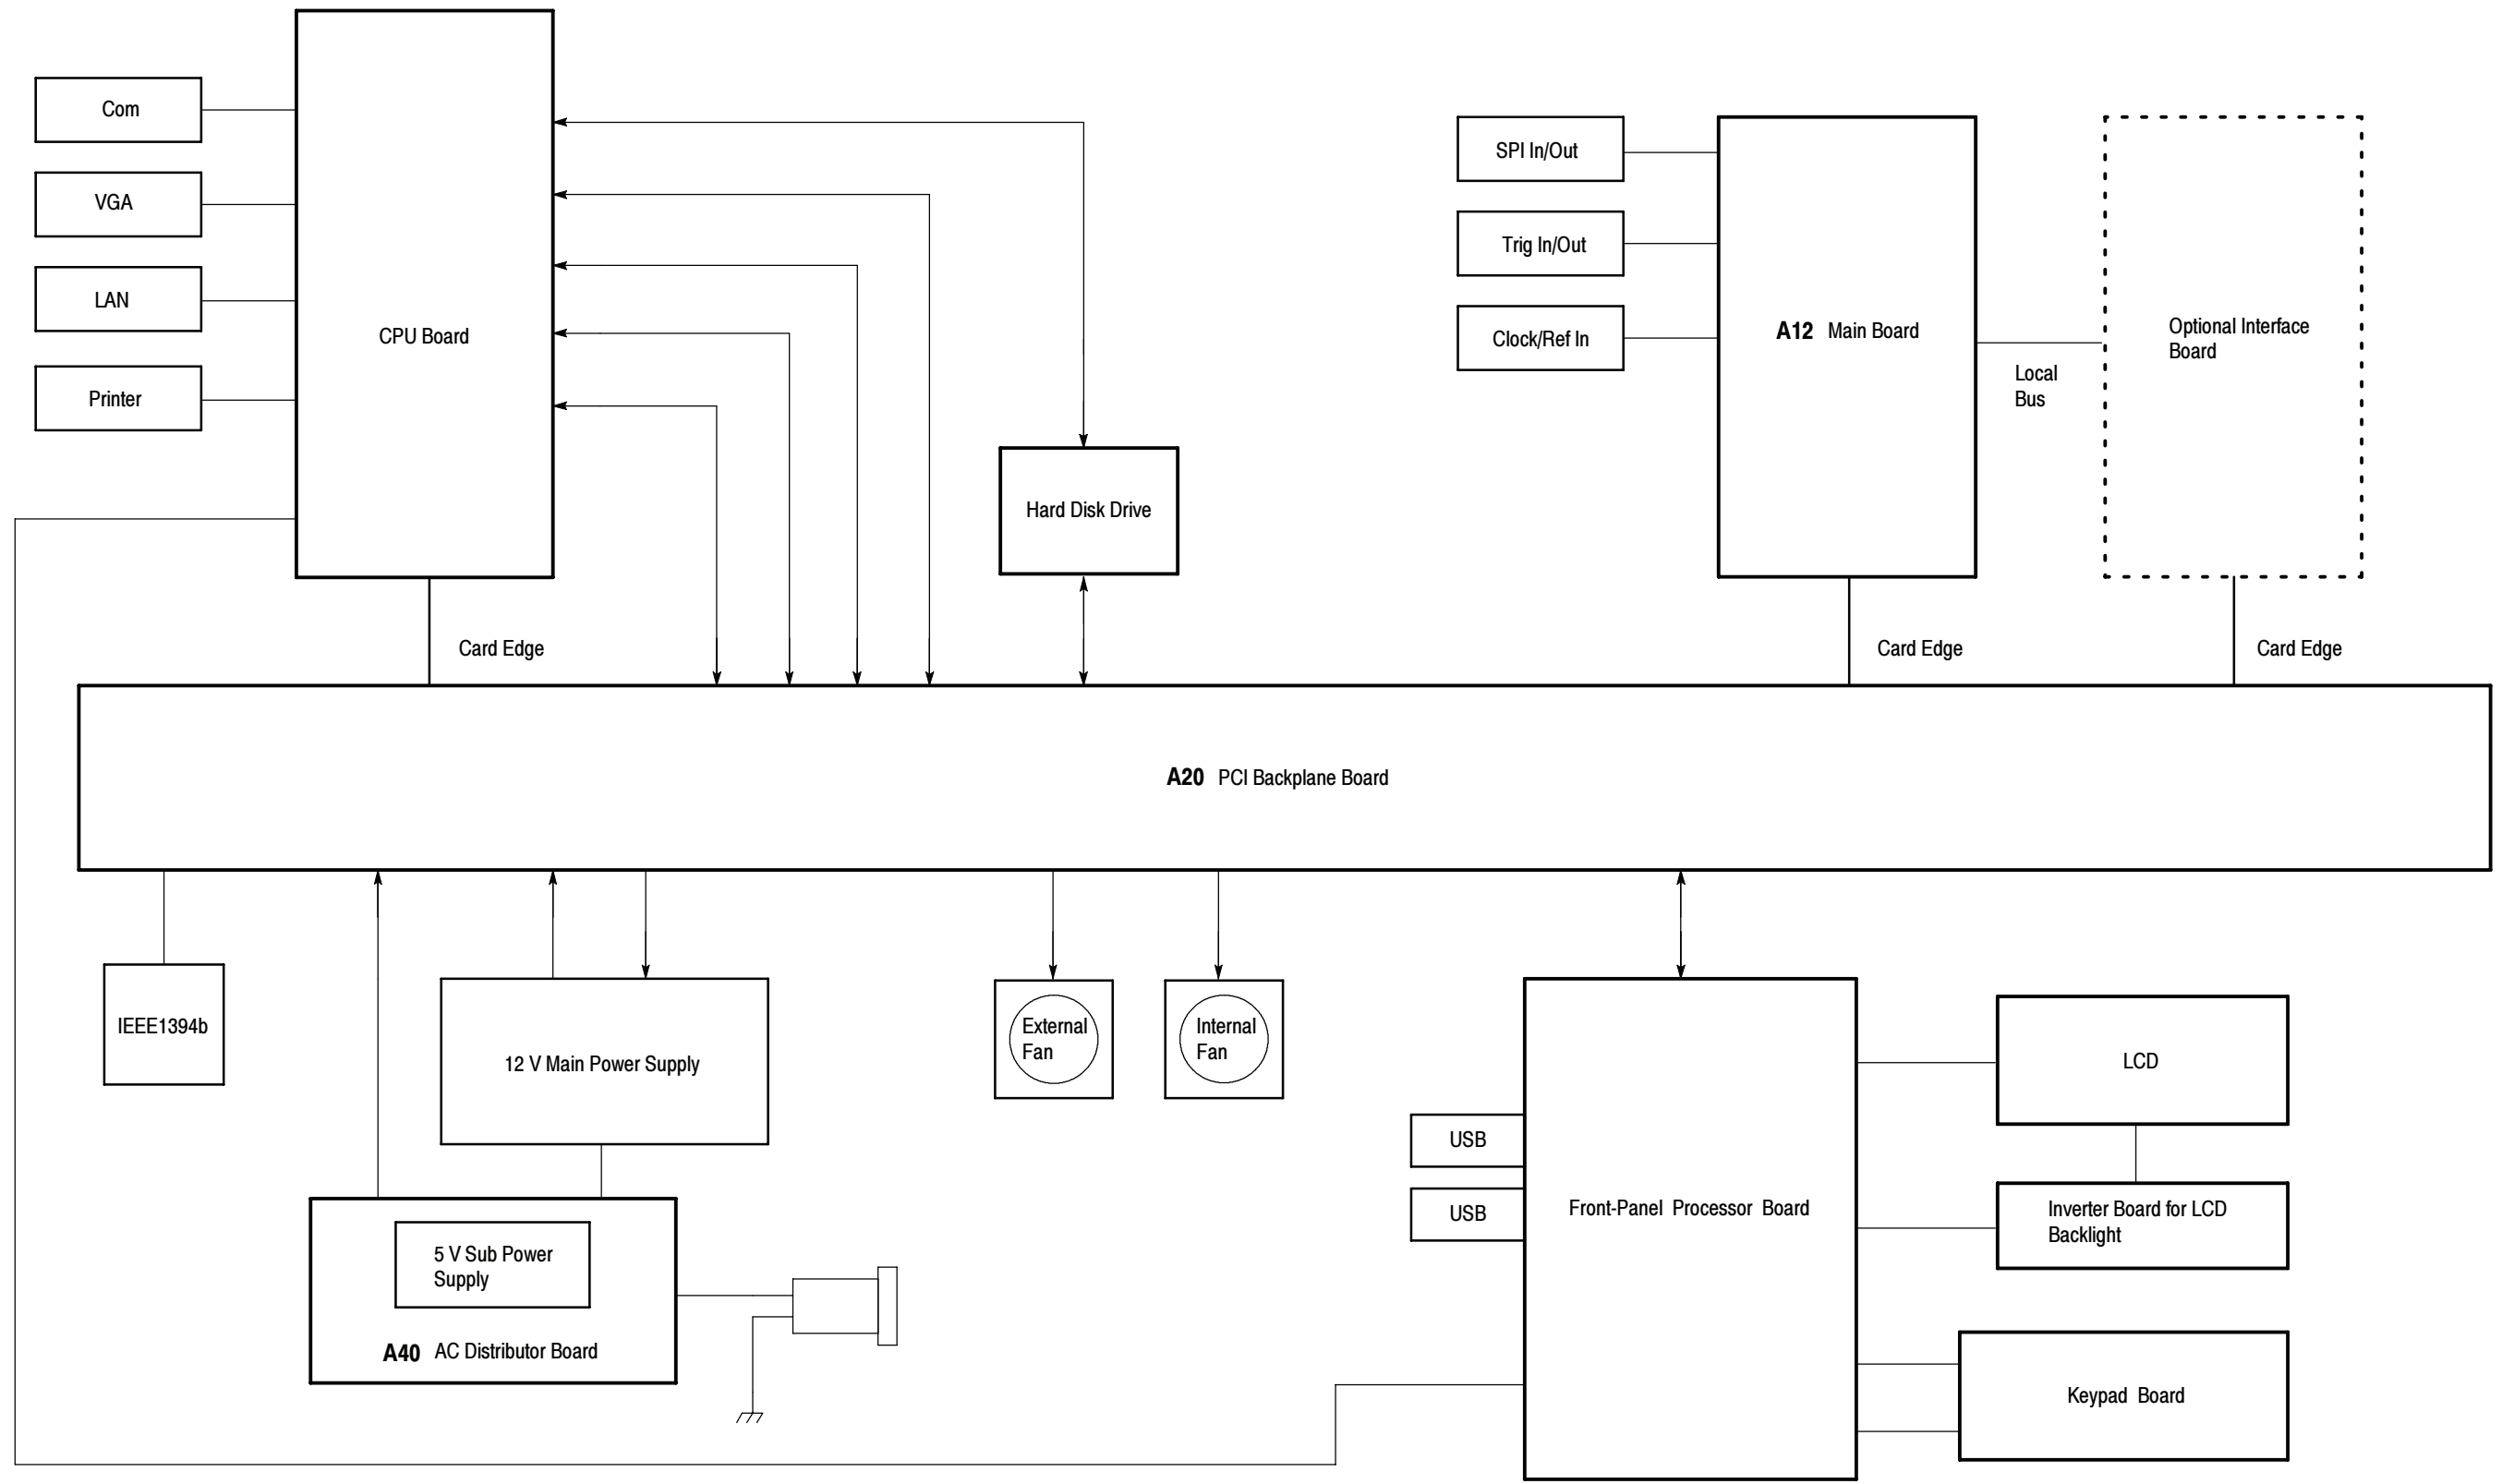 Com
VGA
LAN
Printer
CPU Board
Hard Disk Drive
SPI In/Out
Trig In/Out
Clock/Ref In
A12 Main Board
Local
Bus
Optional Interface
Board
Card Edge
Card Edge
Card Edge
A20 PCI Backplane Board
IEEE1394b
12 V Main Power Supply
External
Fan
Internal
Fan
5 V Sub Power
Supply
A40 AC Distributor Board
USB
USB
Front-Panel Processor Board
LCD
Inverter Board for LCD
Backlight
Keypad Board